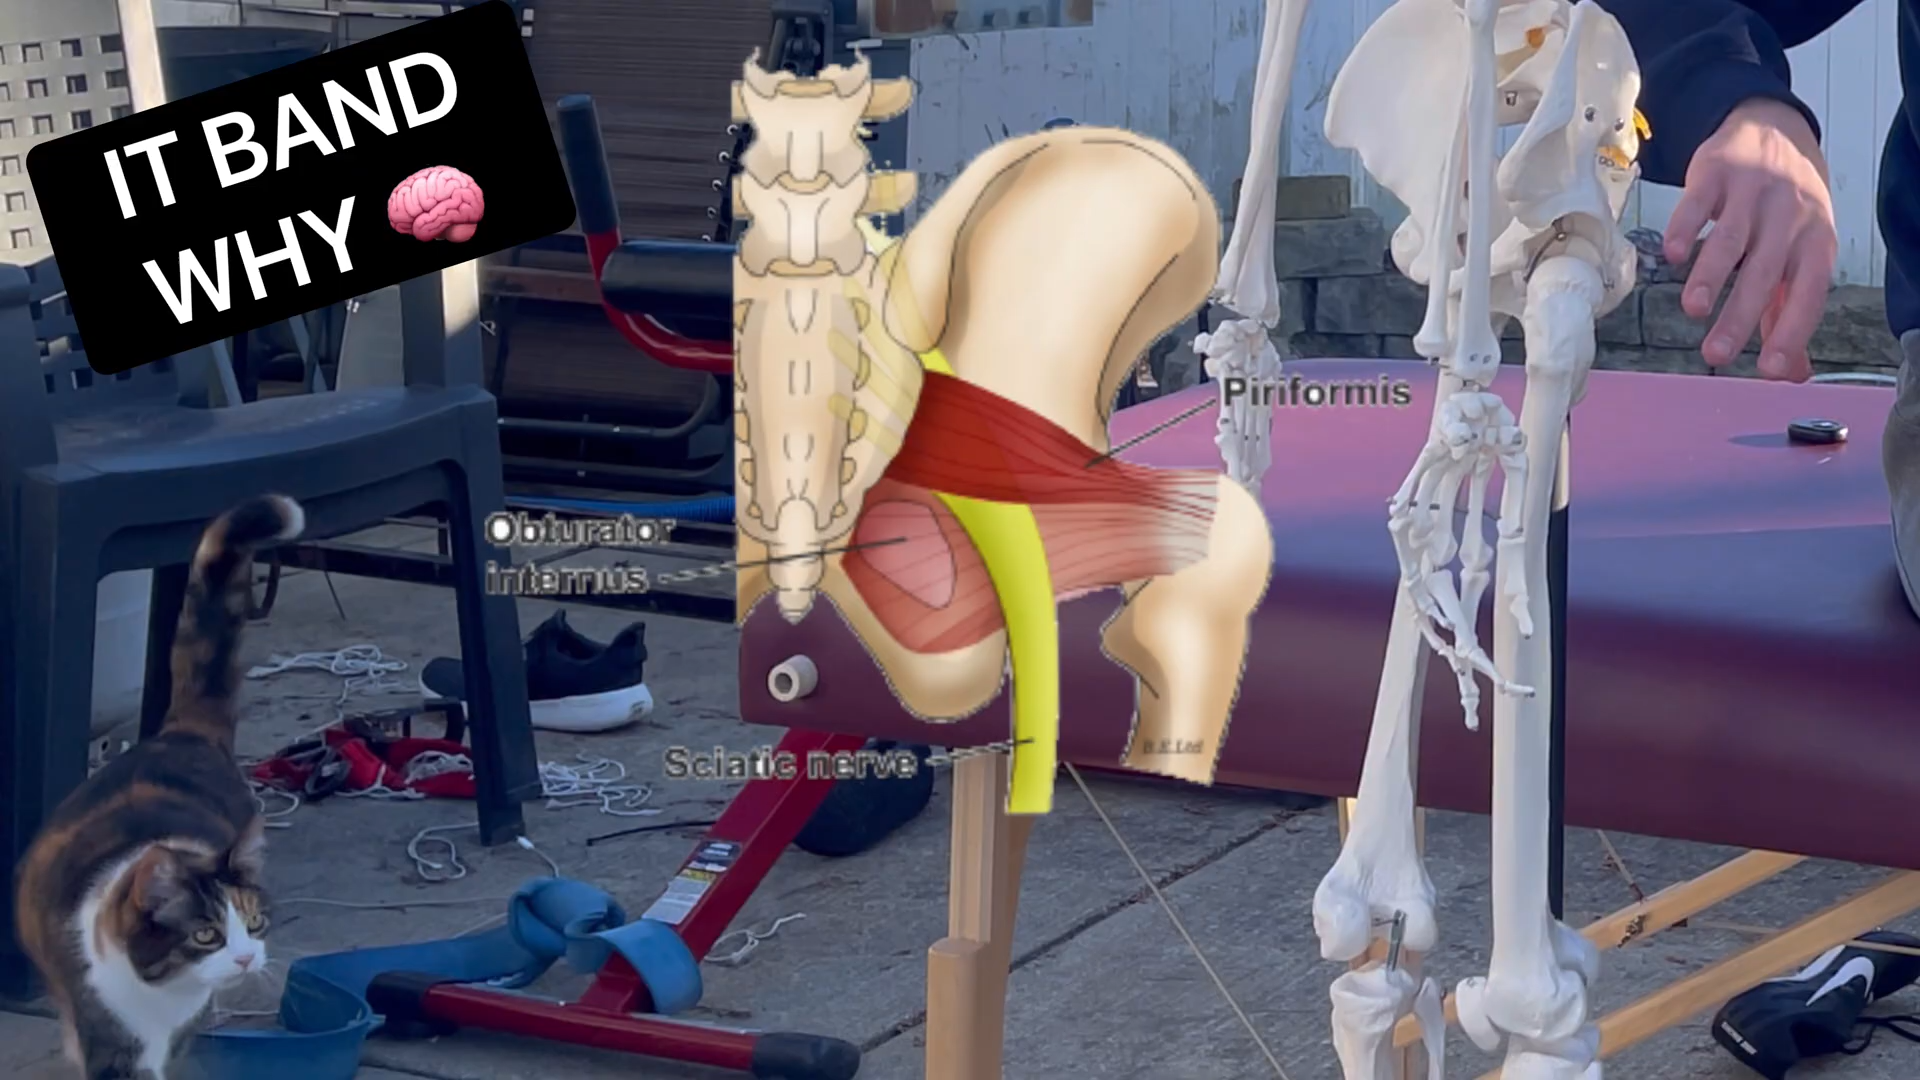 IT BAND
WHY 🧠
Piriformis
Obturator
internus
Sciatic nerve